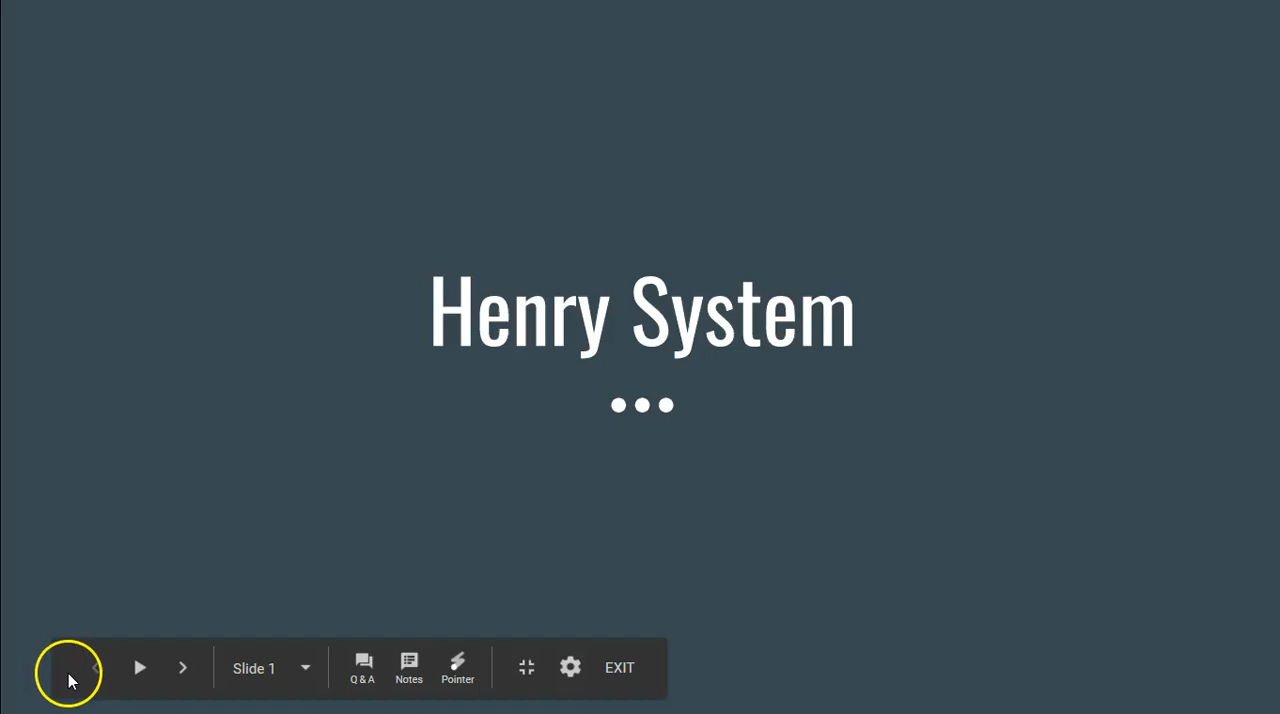 Henry System
Slide 1
Q & A
Notes
Pointer
EXIT